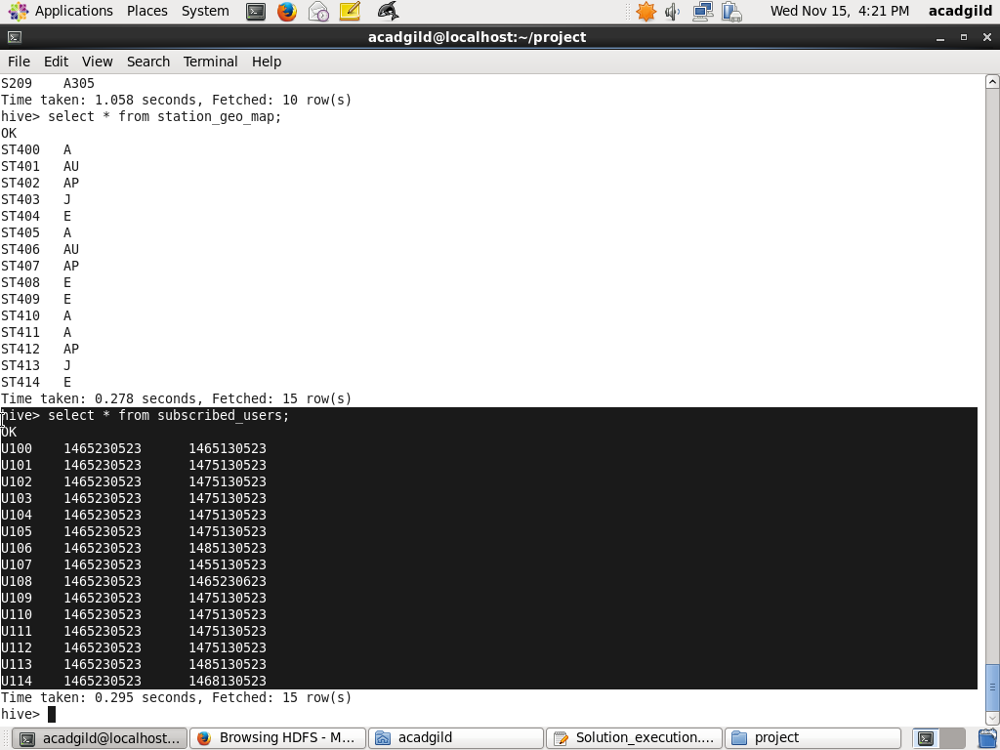 Applications Places System Wed Nov 15, 4:21 PM acadgild
acadgild@localhost:~/project
File Edit View Search Terminal Help
S209 A305
Time taken: 1.058 seconds, Fetched: 10 row(s)
hive> select * from station_geo_map;
OK
ST400 A
ST401 AU
ST402 AP
ST403 J
ST404 E
ST405 A
ST406 AU
ST407 AP
ST408 E
ST409 E
ST410 A
ST411 A
ST412 AP
ST413 J
ST414 E
Time taken: 0.278 seconds, Fetched: 15 row(s)
hive> select * from subscribed_users;
OK
U100 1465230523 1465130523
U101 1465230523 1475130523
U102 1465230523 1475130523
U103 1465230523 1475130523
U104 1465230523 1475130523
U105 1465230523 1475130523
U106 1465230523 1485130523
U107 1465230523 1455130523
U108 1465230523 1465230623
U109 1465230523 1475130523
U110 1465230523 1475130523
U111 1465230523 1475130523
U112 1465230523 1475130523
U113 1465230523 1485130523
U114 1465230523 1468130523
Time taken: 0.295 seconds, Fetched: 15 row(s)
hive>
acadgild@localhost... Browsing HDFS - M... acadgild Solution_execution.... project